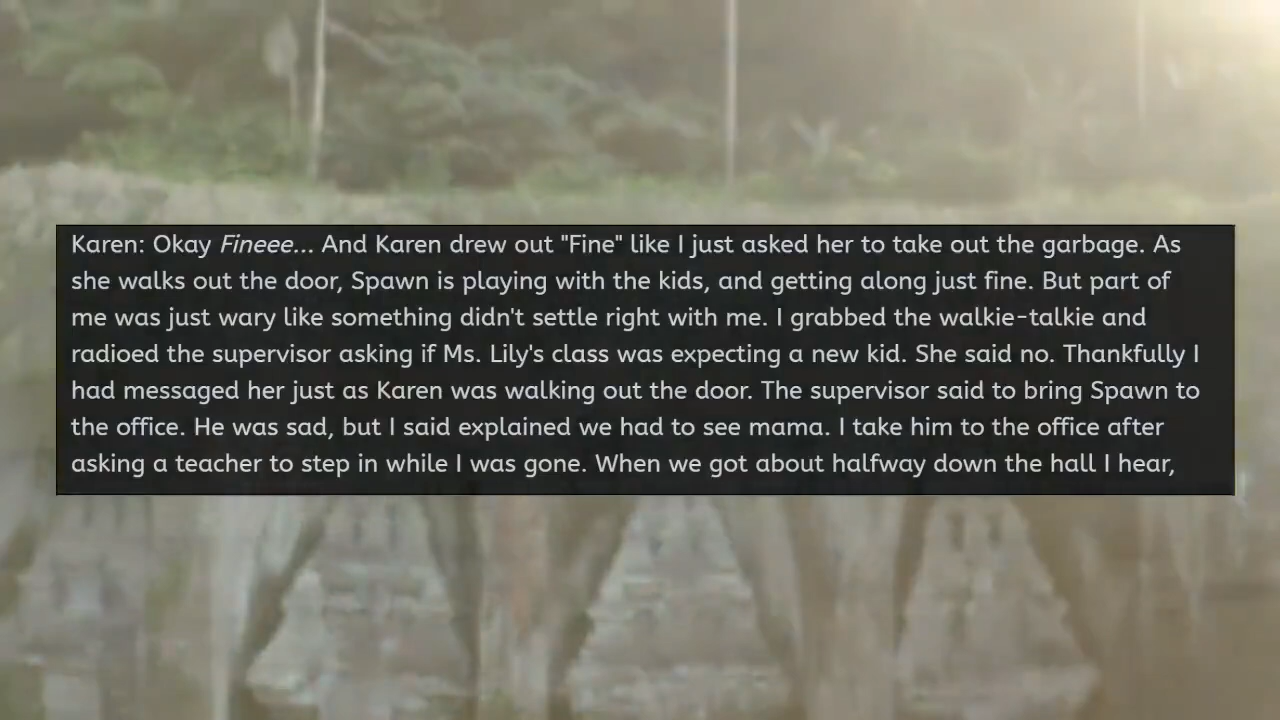 Karen: Okay Fineee... And Karen drew out "Fine" like I just asked her to take out the garbage. As
she walks out the door, Spawn is playing with the kids, and getting along just fine. But part of
me was just wary like something didn't settle right with me. I grabbed the walkie-talkie and
radioed the supervisor asking if Ms. Lily's class was expecting a new kid. She said no. Thankfully I
had messaged her just as Karen was walking out the door. The supervisor said to bring Spawn to
the office. He was sad, but I said explained we had to see mama. I take him to the office after
asking a teacher to step in while I was gone. When we got about halfway down the hall I hear,